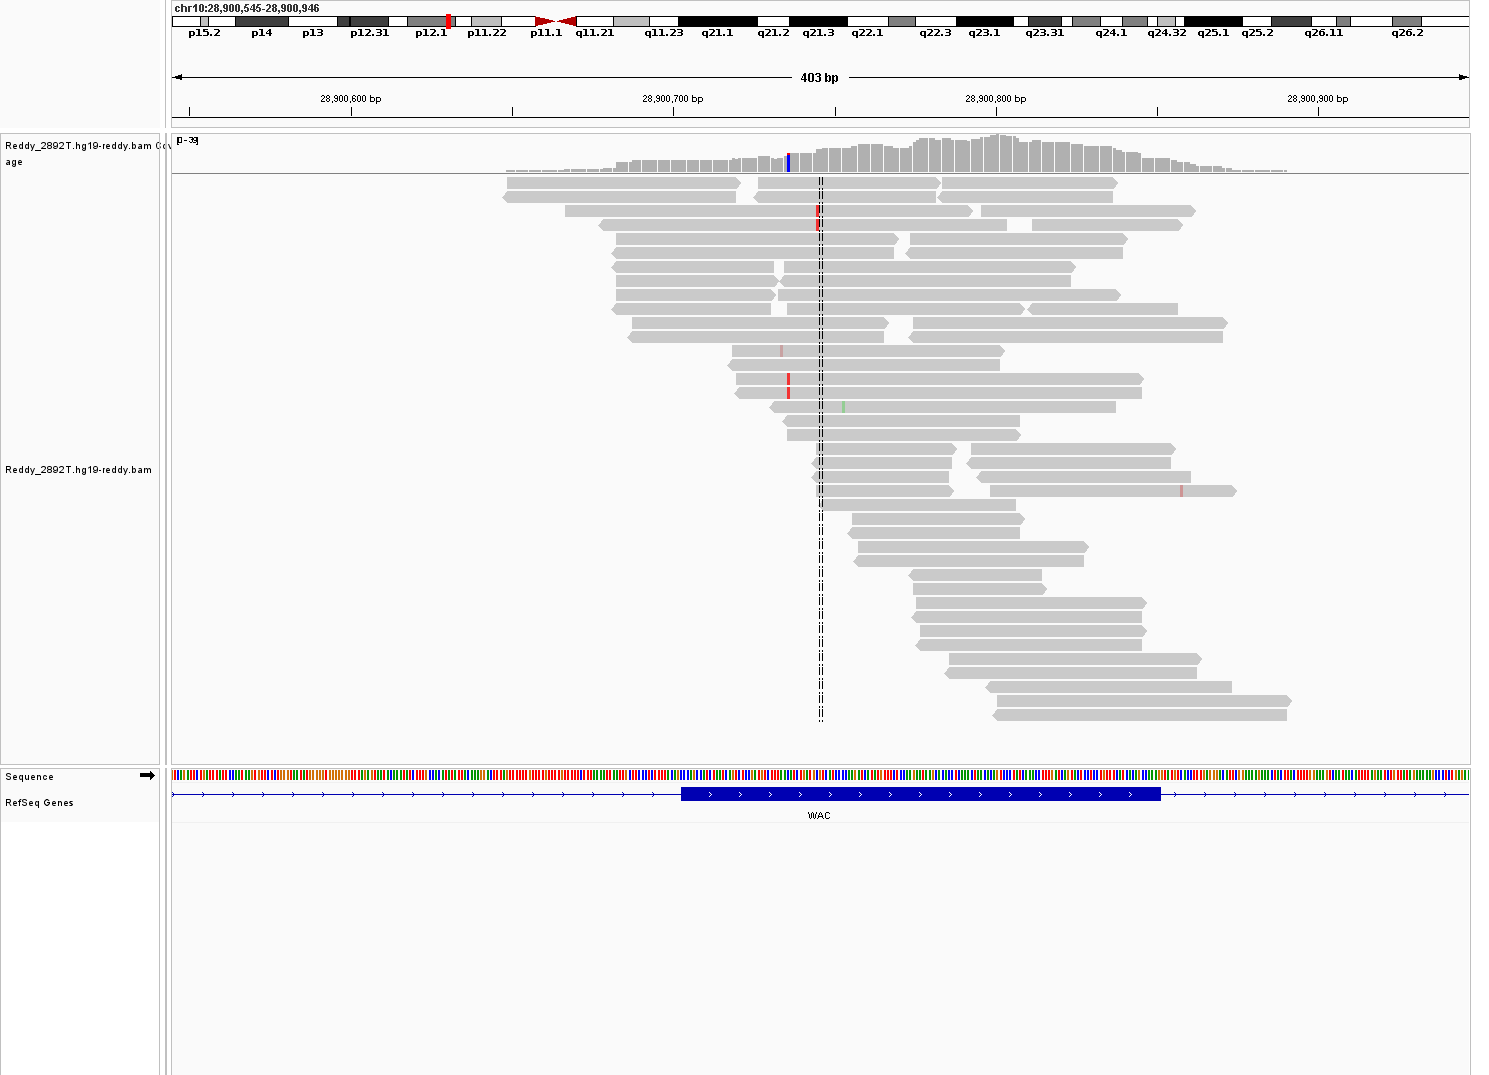 chr10:28,900,545-28,900,946
p15.2 p14 p13 p12.31 p12.1 p11.22 p11.1 q11.21 q11.23 q21.1 q21.2 q21.3 q22.1 q22.3 q23.1 q23.31 q24.1 q24.32 q25.1 q25.2 q26.11 q26.2
403 bp
28,900,600 bp 28,900,700 bp 28,900,800 bp 28,900,900 bp
[0-39]
Reddy_2892T.hg19-reddy.bam Cov
age
Reddy_2892T.hg19-reddy.bam
Sequence
RefSeq Genes
WAC